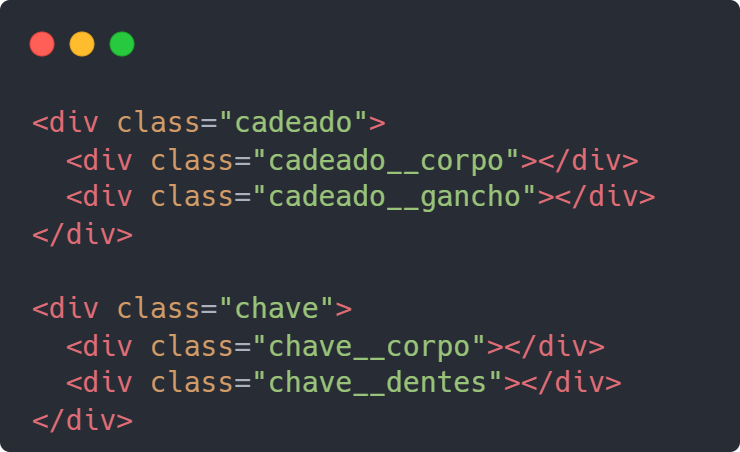 <div class="cadeado">
  <div class="cadeado__corpo"></div>
  <div class="cadeado__gancho"></div>
</div>

<div class="chave">
  <div class="chave__corpo"></div>
  <div class="chave__dentes"></div>
</div>